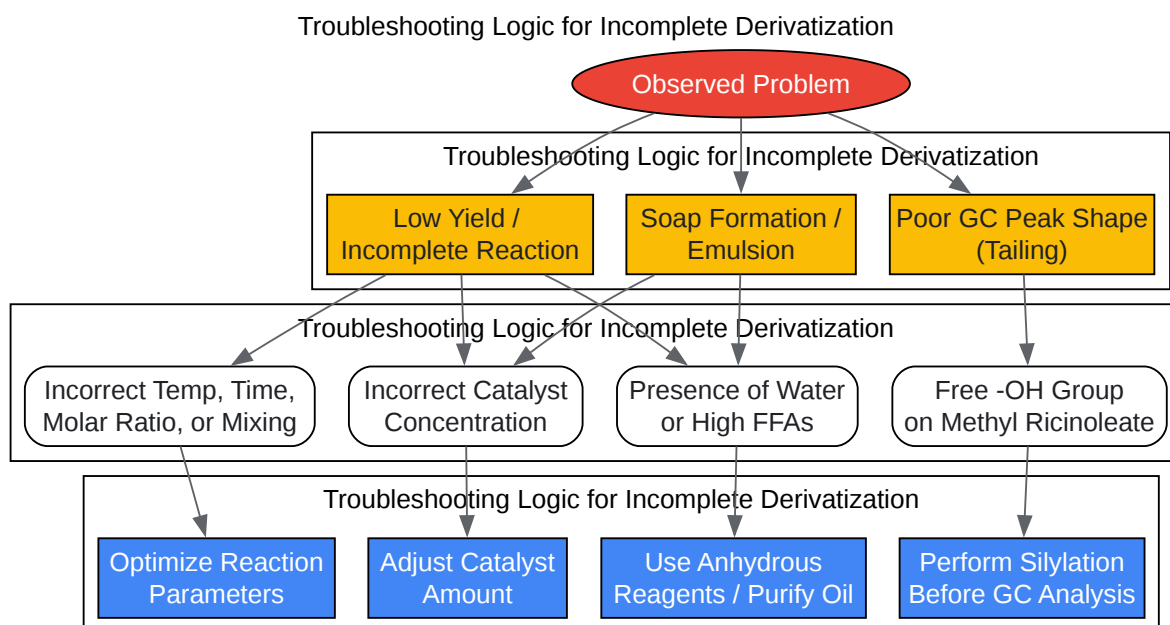 Troubleshooting Logic for Incomplete Derivatization
Observed Problem
Troubleshooting Logic for Incomplete Derivatization
Low Yield /
Incomplete Reaction
Soap Formation /
Emulsion
Poor GC Peak Shape
(Tailing)
Troubleshooting Logic for Incomplete Derivatization
Incorrect Temp, Time,
Molar Ratio, or Mixing
Incorrect Catalyst
Concentration
Presence of Water
or High FFAs
Free -OH Group
on Methyl Ricinoleate
Troubleshooting Logic for Incomplete Derivatization
Optimize Reaction
Parameters
Adjust Catalyst
Amount
Use Anhydrous
Reagents / Purify Oil
Perform Silylation
Before GC Analysis